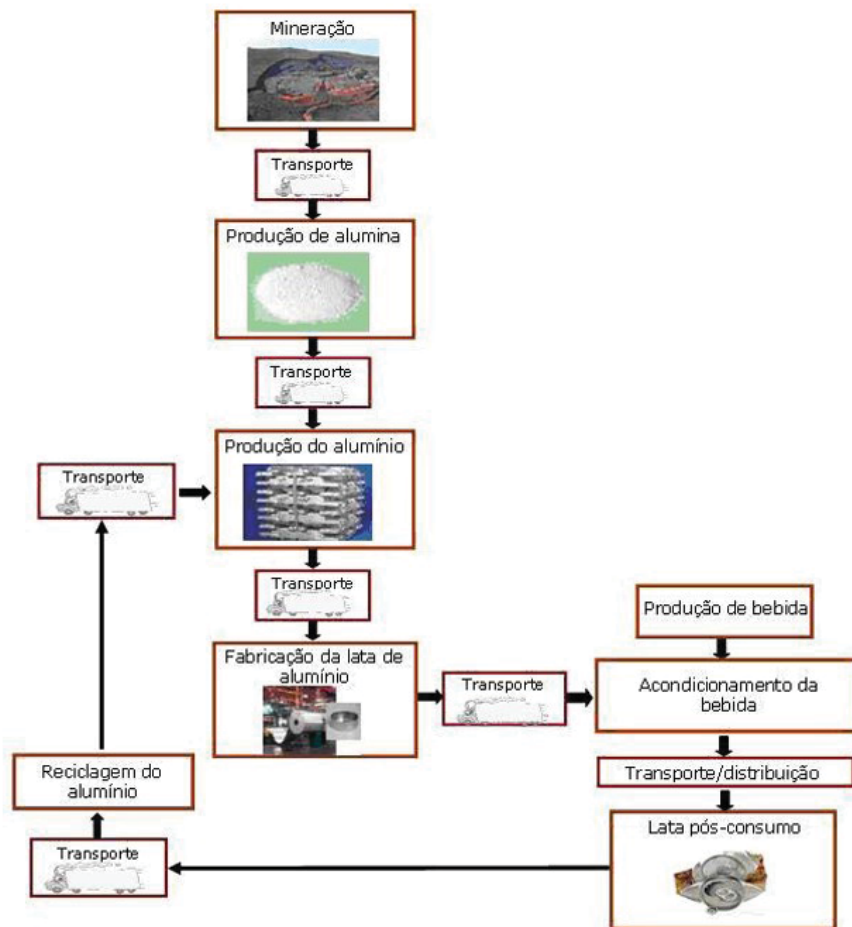 Mineração
Transporte
Produção de alumina
Transporte
Produção do alumínio
Transporte
Transporte
Fabricação da lata de
alumínio
Transporte
Produção de bebida
Acondicionamento da
bebida
Transporte/distribuição
Lata pós-consumo
Transporte
Reciclagem do
alumínio